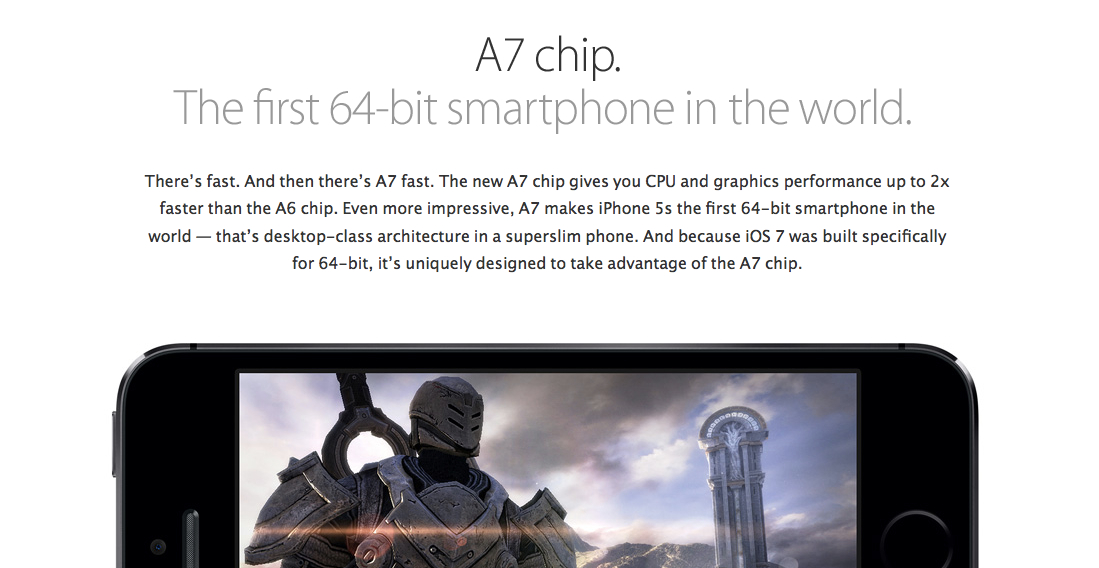 A7 chip.
The first 64-bit smartphone in the world.
There’s fast. And then there’s A7 fast. The new A7 chip gives you CPU and graphics performance up to 2x
faster than the A6 chip. Even more impressive, A7 makes iPhone 5s the first 64-bit smartphone in the
world — that’s desktop-class architecture in a superslim phone. And because iOS 7 was built specifically
for 64-bit, it’s uniquely designed to take advantage of the A7 chip.